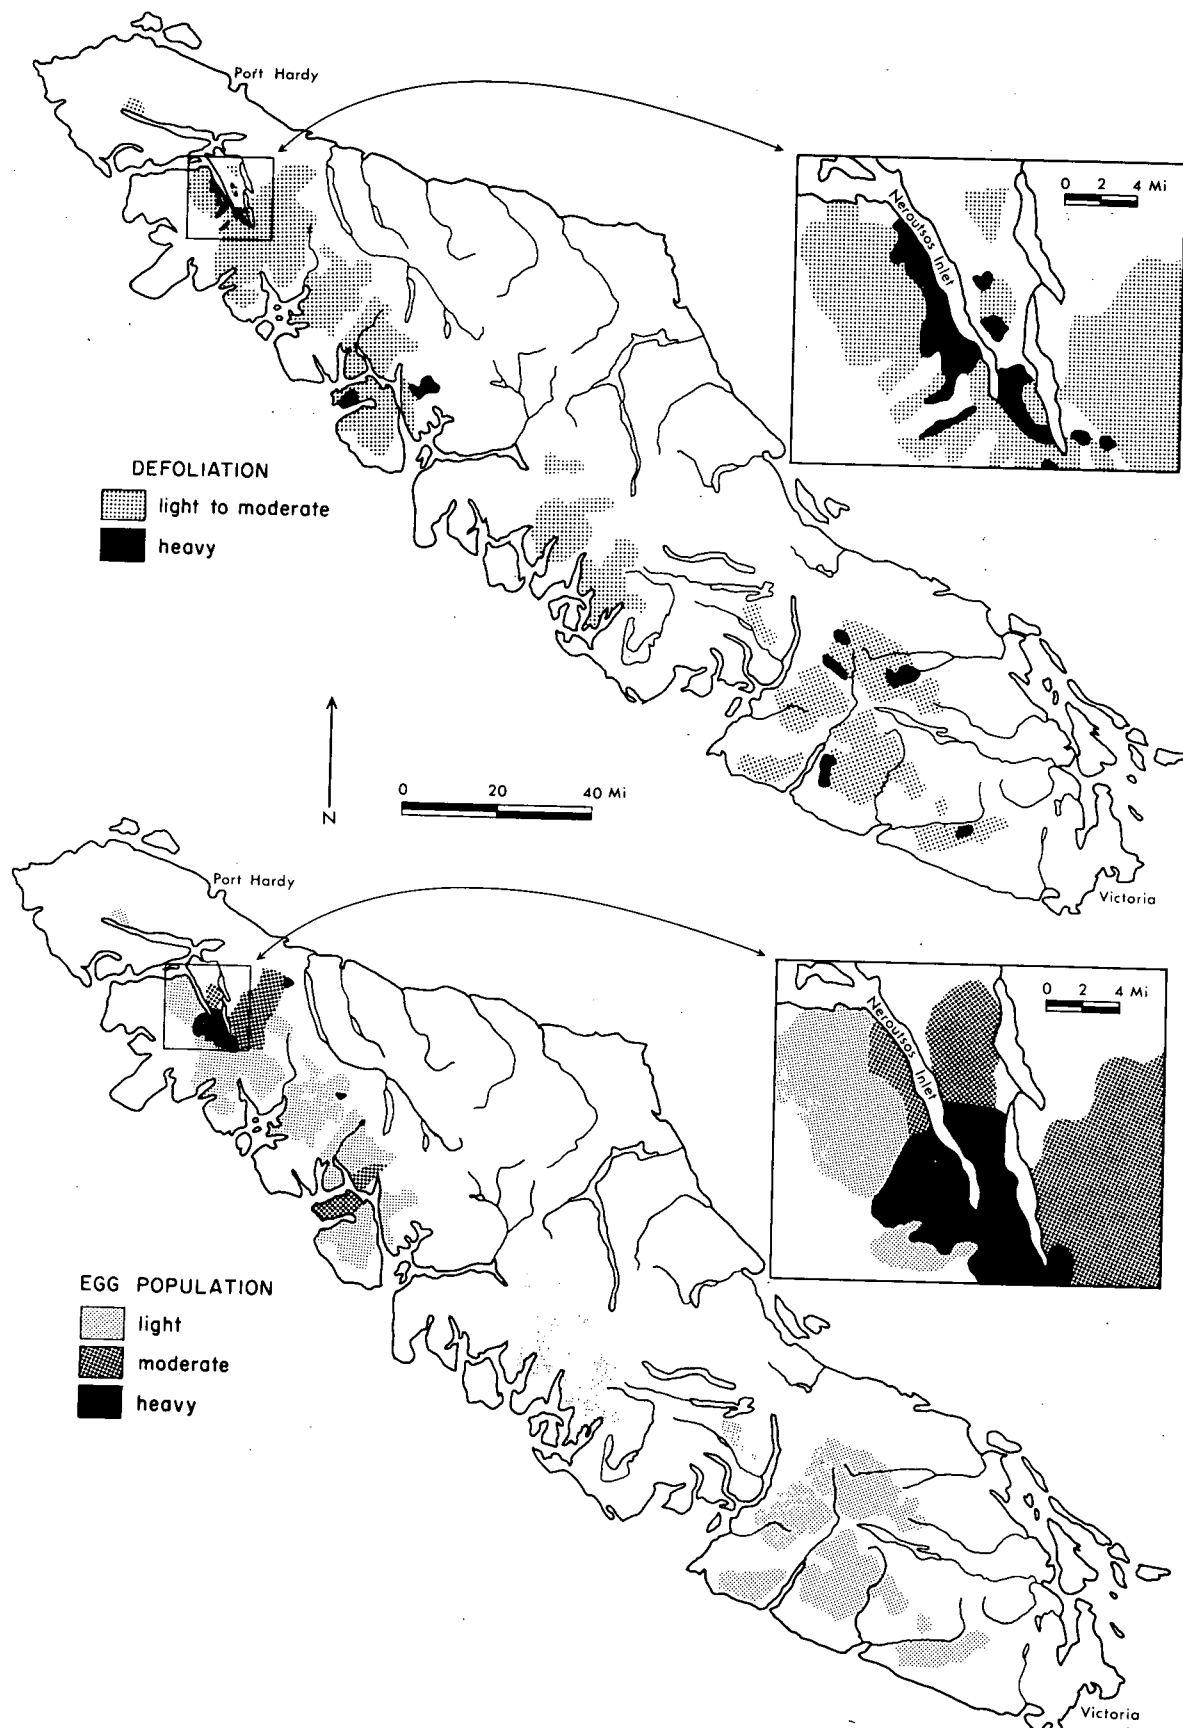 Port Hardy
0 2 4 Mi
Neroutsos Inlet
DEFOLIATION
light to moderate
heavy
0 20 40 Mi
N
Victoria
Port Hardy
0 2 4 Mi
Neroutsos Inlet
EGG POPULATION
light
moderate
heavy
Victoria